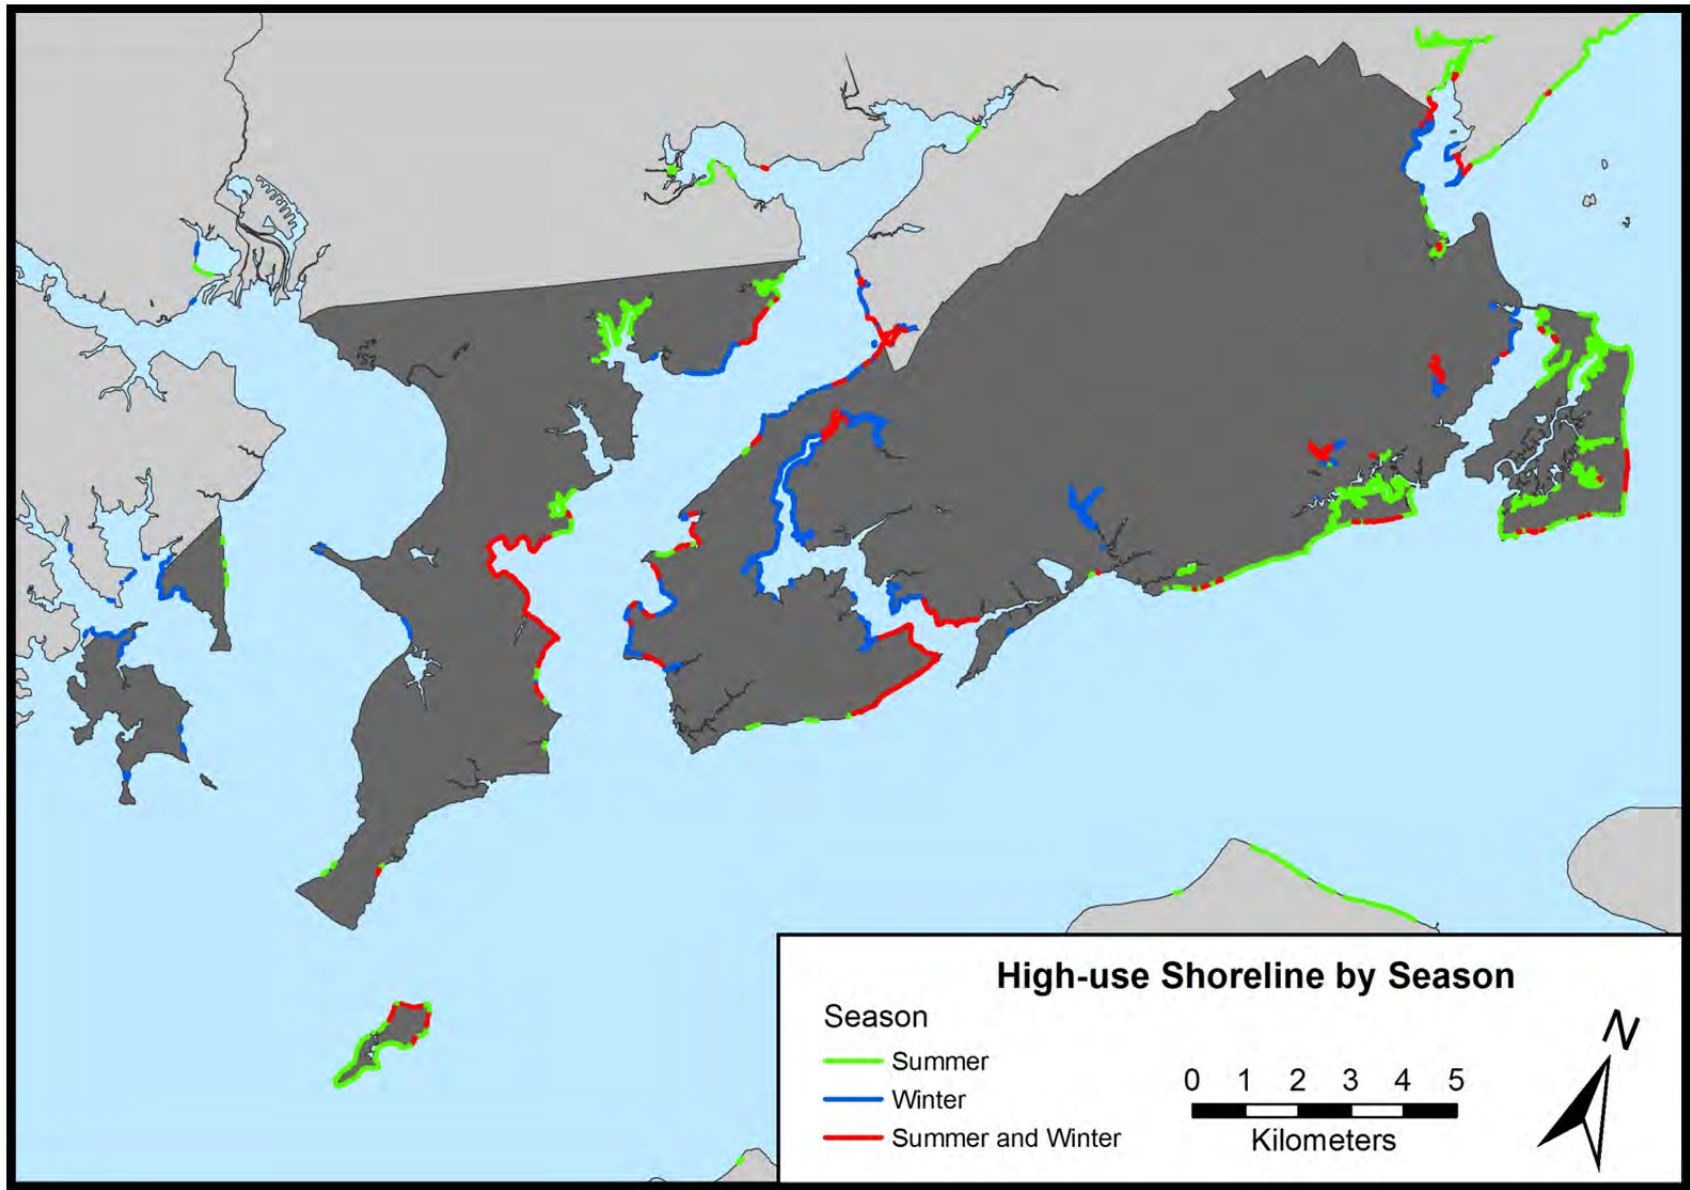 High-use Shoreline by Season
Season
Summer
Winter
Summer and Winter
0 1 2 3 4 5
Kilometers
N